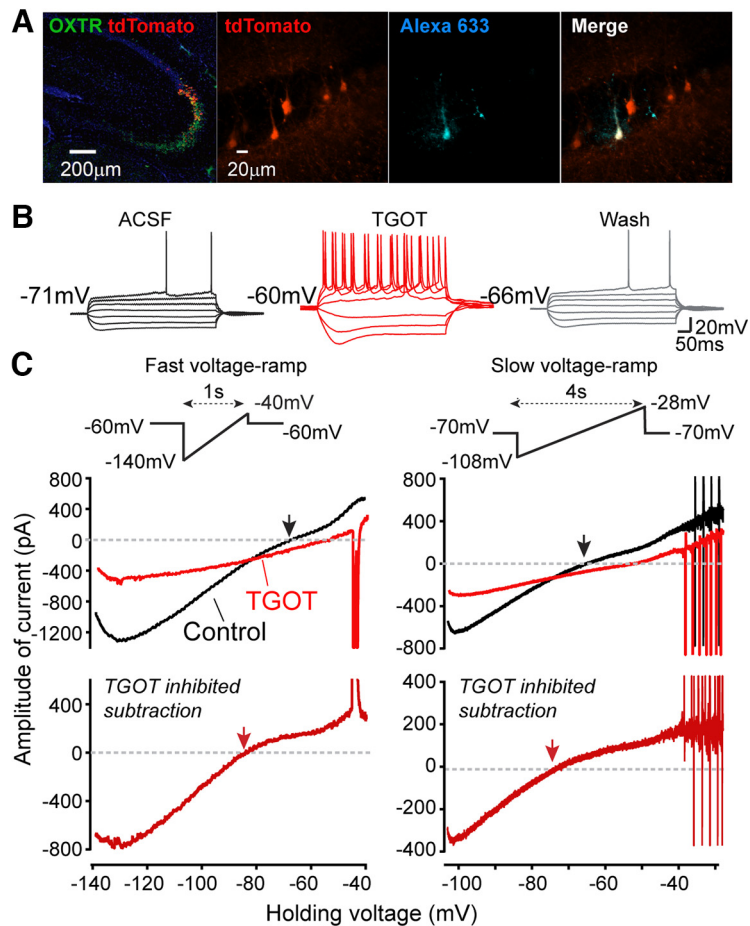 A
OXTR tdTomato
tdTomato
Alexa 633
Merge
200μm
20μm
B
ACSF
TGOT
Wash
-71mV
-60mV
-66mV
20mV
50ms
C
Fast voltage-ramp
1s
-40mV
-60mV
-60mV
-140mV
Slow voltage-ramp
4s
-28mV
-70mV
-70mV
-108mV
Amplitude of current (pA)
800
400
0
-400
-800
-1200
TGOT
Control
800
400
0
-400
-800
TGOT inhibited
subtraction
400
0
-400
-800
-140
-120
-100
-80
-60
-40
TGOT inhibited
subtraction
400
200
0
-200
-400
-100
-80
-60
-40
Holding voltage (mV)
Holding voltage (mV)